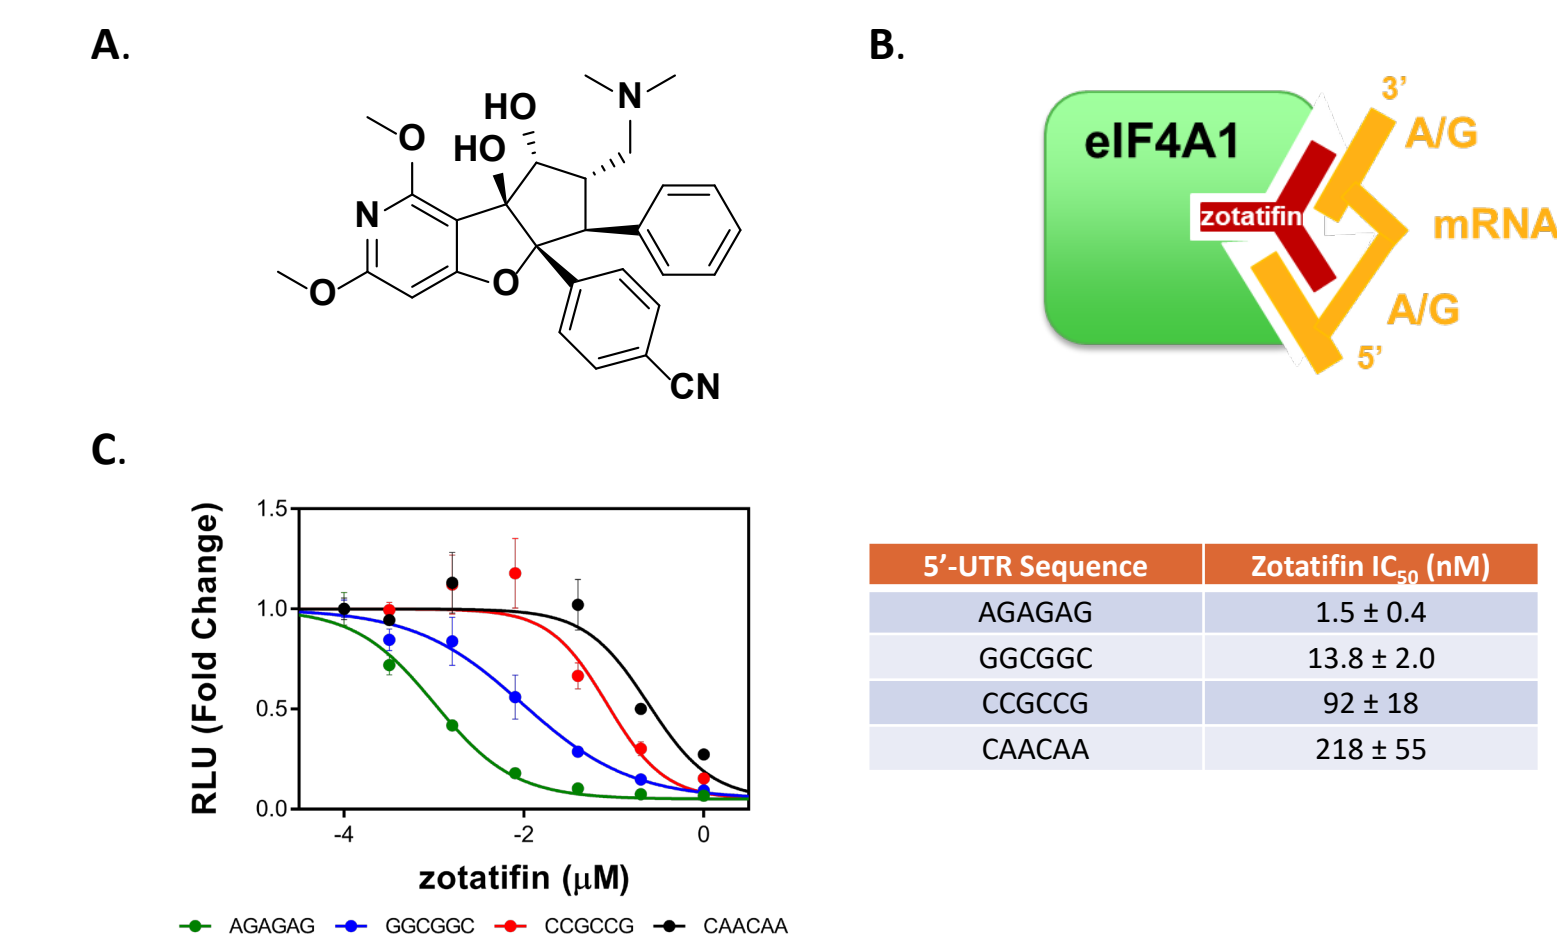 A.
HO
HO
N
O
N
O
O
CN
B.
eIF4A1
zotatifin
3’
A/G
mRNA
A/G
5’
C.
RLU (Fold Change)
1.5
1.0
0.5
0.0
-4 -2 0
zotatifin (μM)
AGAGAG GGCGGC CCGCCG CAACAA
5’-UTR Sequence Zotatifin IC50 (nM)
AGAGAG 1.5 ± 0.4
GGCGGC 13.8 ± 2.0
CCGCCG 92 ± 18
CAACAA 218 ± 55